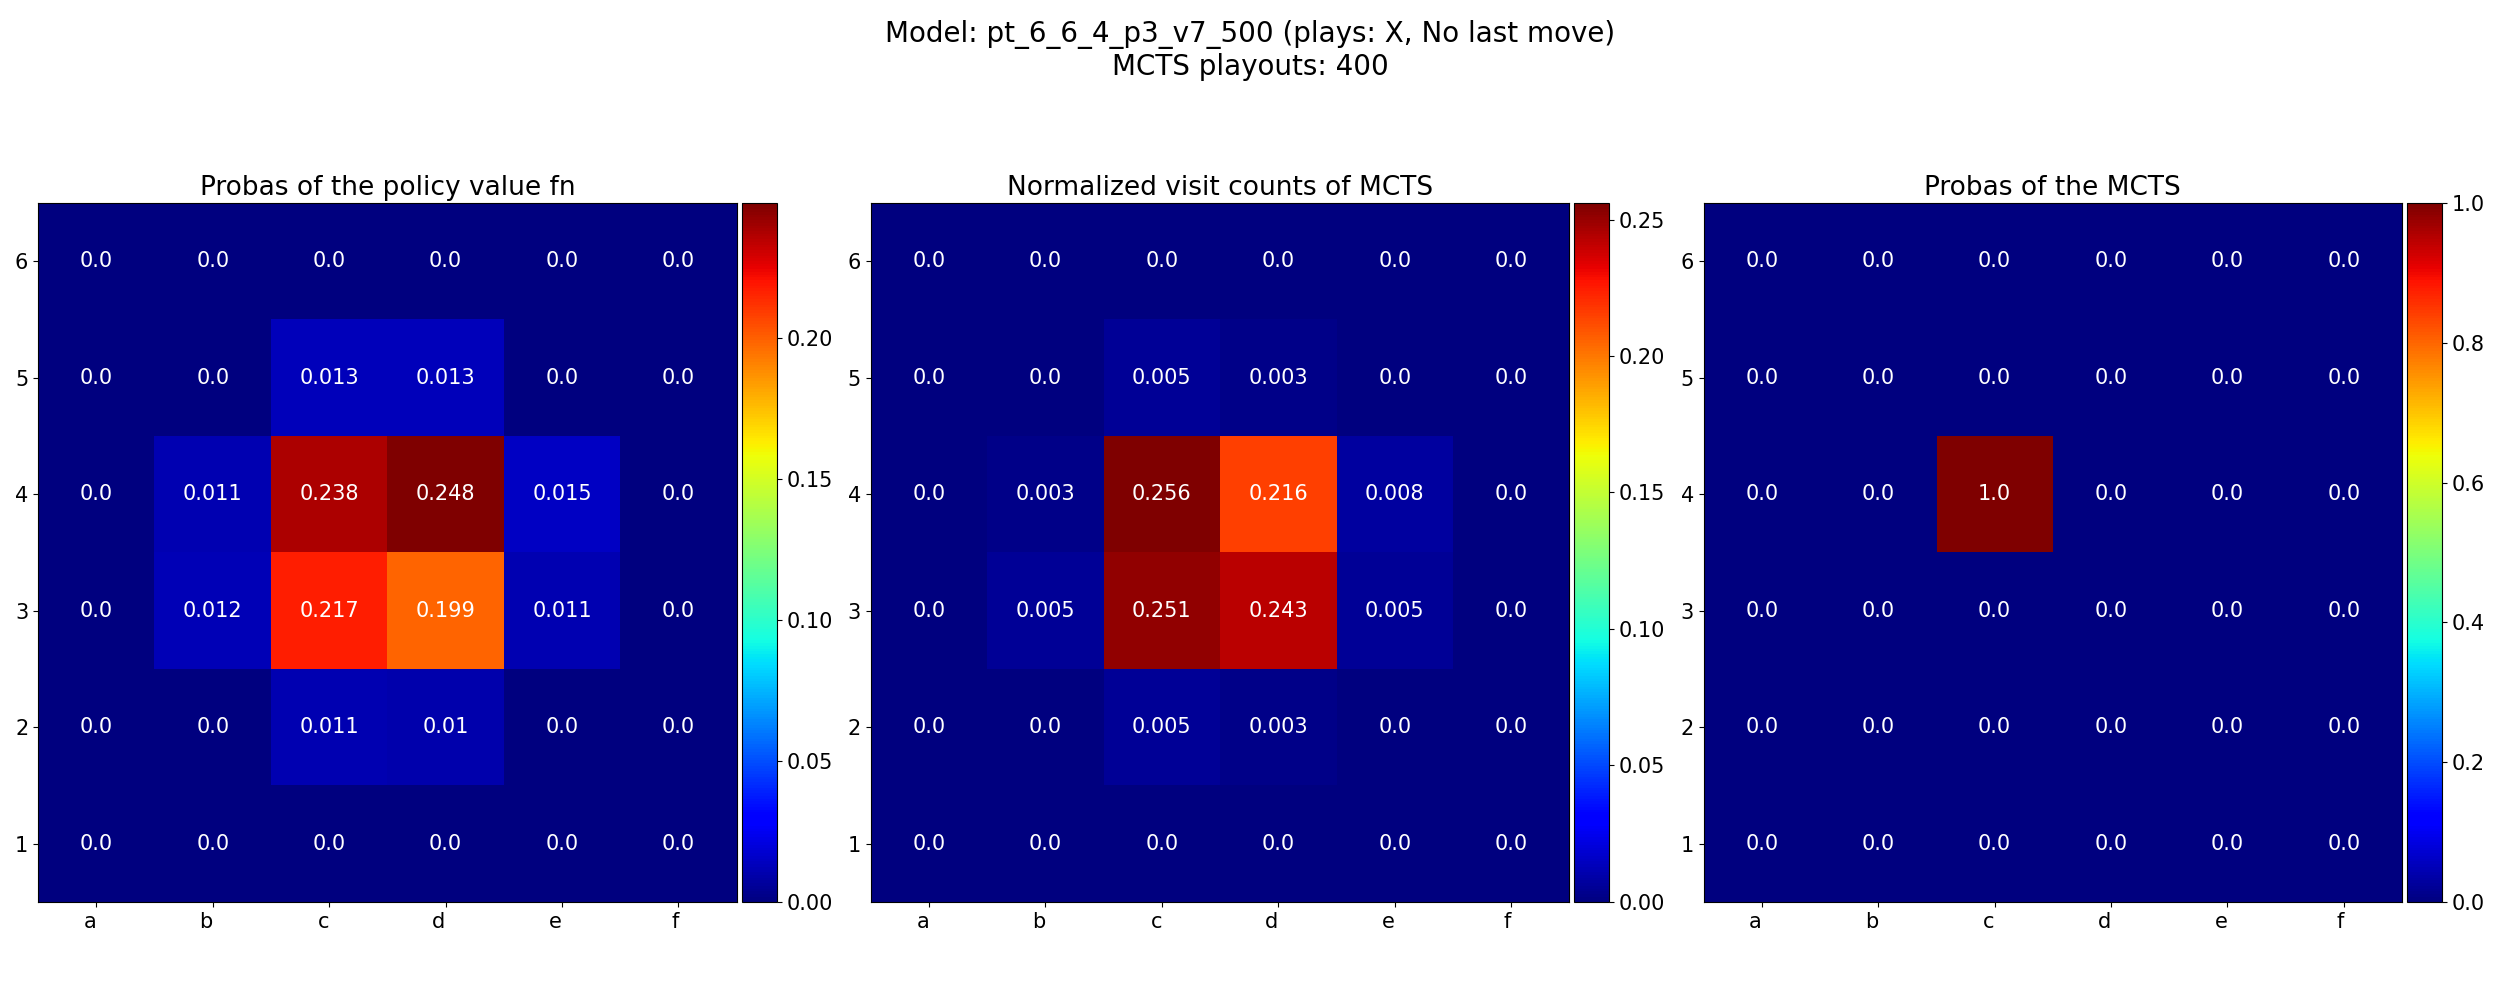 Model: pt_6_6_4_p3_v7_500 (plays: X, No last move)
MCTS playouts: 400
Probas of the policy value fn
6 0.0 0.0 0.0 0.0 0.0 0.0
5 0.0 0.0 0.013 0.013 0.0 0.0
4 0.0 0.011 0.238 0.248 0.015 0.0
3 0.0 0.012 0.217 0.199 0.011 0.0
2 0.0 0.0 0.011 0.01 0.0 0.0
1 0.0 0.0 0.0 0.0 0.0 0.0
a b c d e f
0.20
0.15
0.10
0.05
0.00
Normalized visit counts of MCTS
6 0.0 0.0 0.0 0.0 0.0 0.0
5 0.0 0.0 0.005 0.003 0.0 0.0
4 0.0 0.003 0.256 0.216 0.008 0.0
3 0.0 0.005 0.251 0.243 0.005 0.0
2 0.0 0.0 0.005 0.003 0.0 0.0
1 0.0 0.0 0.0 0.0 0.0 0.0
a b c d e f
0.25
0.20
0.15
0.10
0.05
0.00
Probas of the MCTS
6 0.0 0.0 0.0 0.0 0.0 0.0
5 0.0 0.0 0.0 0.0 0.0 0.0
4 0.0 0.0 1.0 0.0 0.0 0.0
3 0.0 0.0 0.0 0.0 0.0 0.0
2 0.0 0.0 0.0 0.0 0.0 0.0
1 0.0 0.0 0.0 0.0 0.0 0.0
a b c d e f
1.0
0.8
0.6
0.4
0.2
0.0